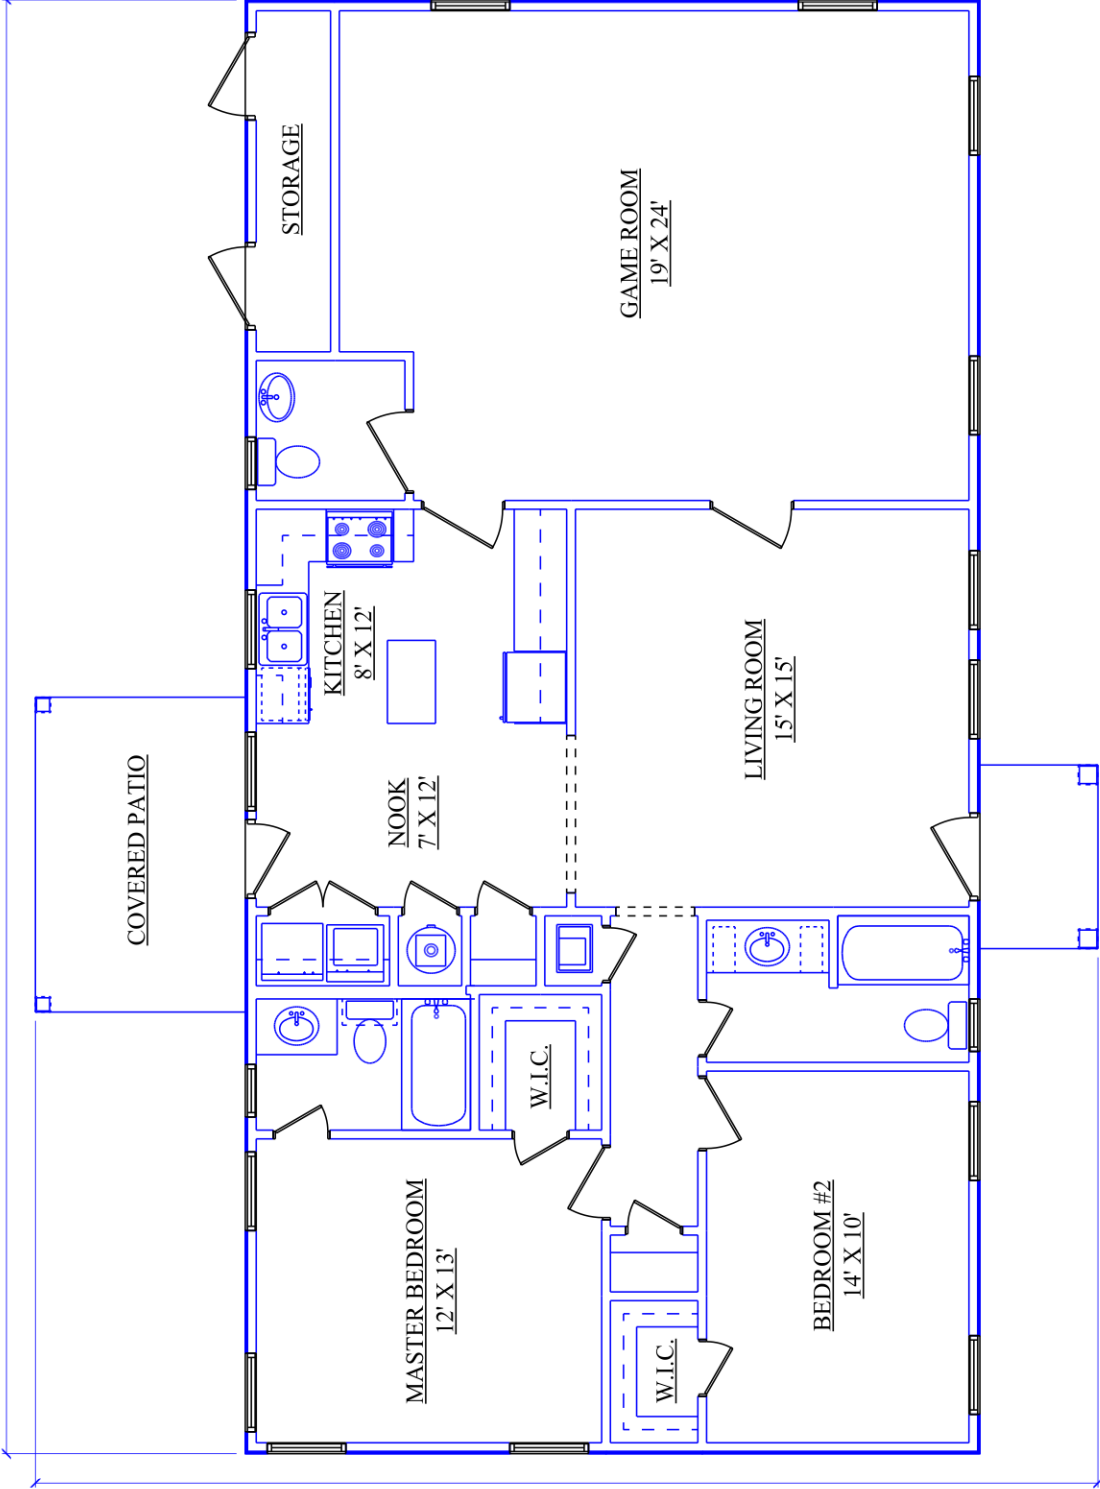 STORAGE
GAME ROOM
19' X 24'
KITCHEN
8' X 12'
LIVING ROOM
15' X 15'
COVERED PATIO
NOOK
7' X 12'
W.I.C.
MASTER BEDROOM
12' X 13'
BEDROOM #2
14' X 10'
W.I.C.